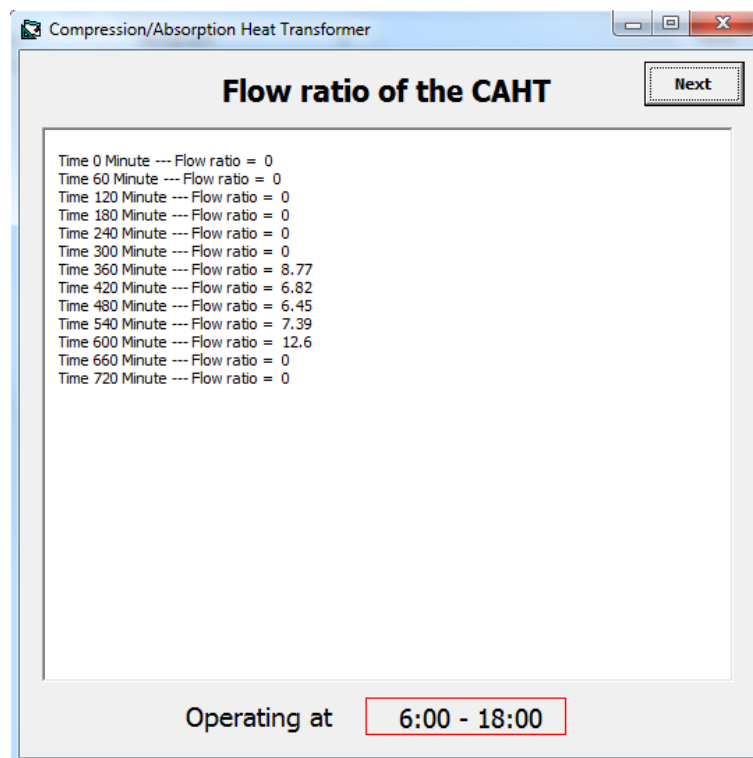 Compression/Absorption Heat Transformer
Flow ratio of the CAHT
Next
Time 0 Minute --- Flow ratio = 0
Time 60 Minute --- Flow ratio = 0
Time 120 Minute --- Flow ratio = 0
Time 180 Minute --- Flow ratio = 0
Time 240 Minute --- Flow ratio = 0
Time 300 Minute --- Flow ratio = 0
Time 360 Minute --- Flow ratio = 8.77
Time 420 Minute --- Flow ratio = 6.82
Time 480 Minute --- Flow ratio = 6.45
Time 540 Minute --- Flow ratio = 7.39
Time 600 Minute --- Flow ratio = 12.6
Time 660 Minute --- Flow ratio = 0
Time 720 Minute --- Flow ratio = 0
Operating at 6:00 - 18:00